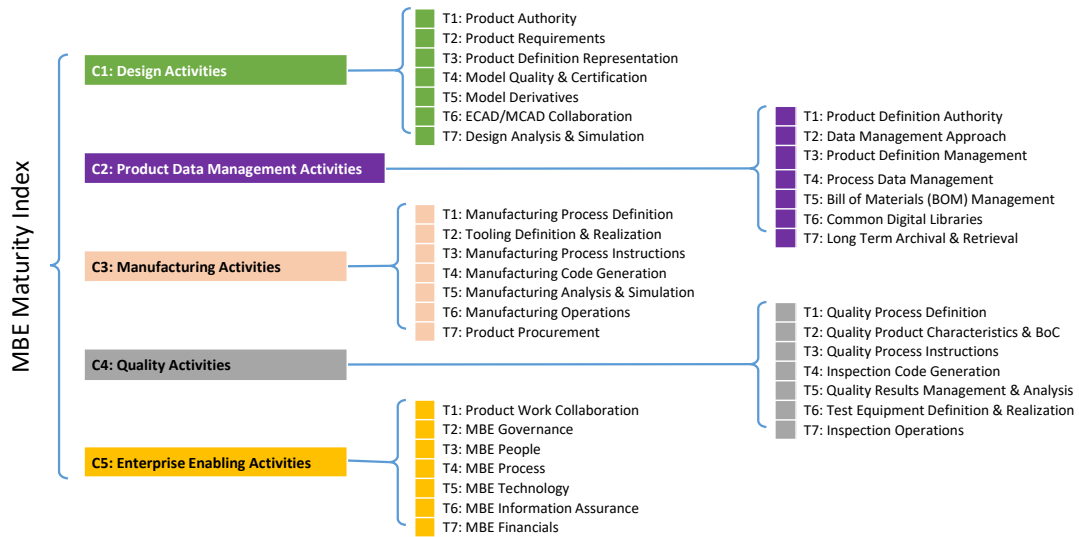 MBE Maturity Index
C1: Design Activities
T1: Product Authority
T2: Product Requirements
T3: Product Definition Representation
T4: Model Quality & Certification
T5: Model Derivatives
T6: ECAD/MCAD Collaboration
T7: Design Analysis & Simulation
C2: Product Data Management Activities
T1: Product Definition Authority
T2: Data Management Approach
T3: Product Definition Management
T4: Process Data Management
T5: Bill of Materials (BOM) Management
T6: Common Digital Libraries
T7: Long Term Archival & Retrieval
C3: Manufacturing Activities
T1: Manufacturing Process Definition
T2: Tooling Definition & Realization
T3: Manufacturing Process Instructions
T4: Manufacturing Code Generation
T5: Manufacturing Analysis & Simulation
T6: Manufacturing Operations
T7: Product Procurement
C4: Quality Activities
T1: Quality Process Definition
T2: Quality Product Characteristics & BoC
T3: Quality Process Instructions
T4: Inspection Code Generation
T5: Quality Results Management & Analysis
T6: Test Equipment Definition & Realization
T7: Inspection Operations
C5: Enterprise Enabling Activities
T1: Product Work Collaboration
T2: MBE Governance
T3: MBE People
T4: MBE Process
T5: MBE Technology
T6: MBE Information Assurance
T7: MBE Financials